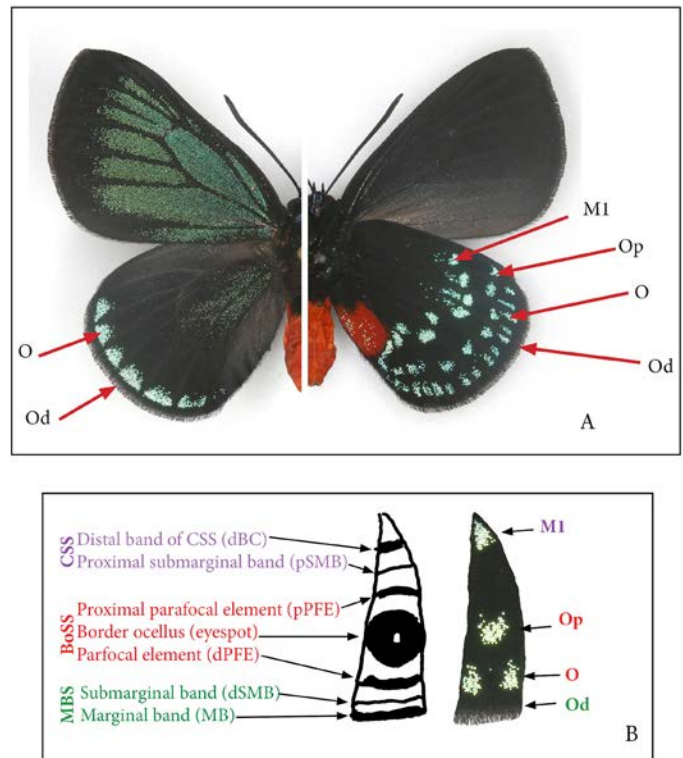 M1
Op
O
Od
O
Od
A
CSS
Distal band of CSS (dBC)
Proximal submarginal band (pSMB)
BoSS
Proximal parafocal element (pPFE)
Border ocellus (eyespot)
Parfocal element (dPFE)
MBS
Submarginal band (dSMB)
Marginal band (MB)
M1
Op
O
Od
B